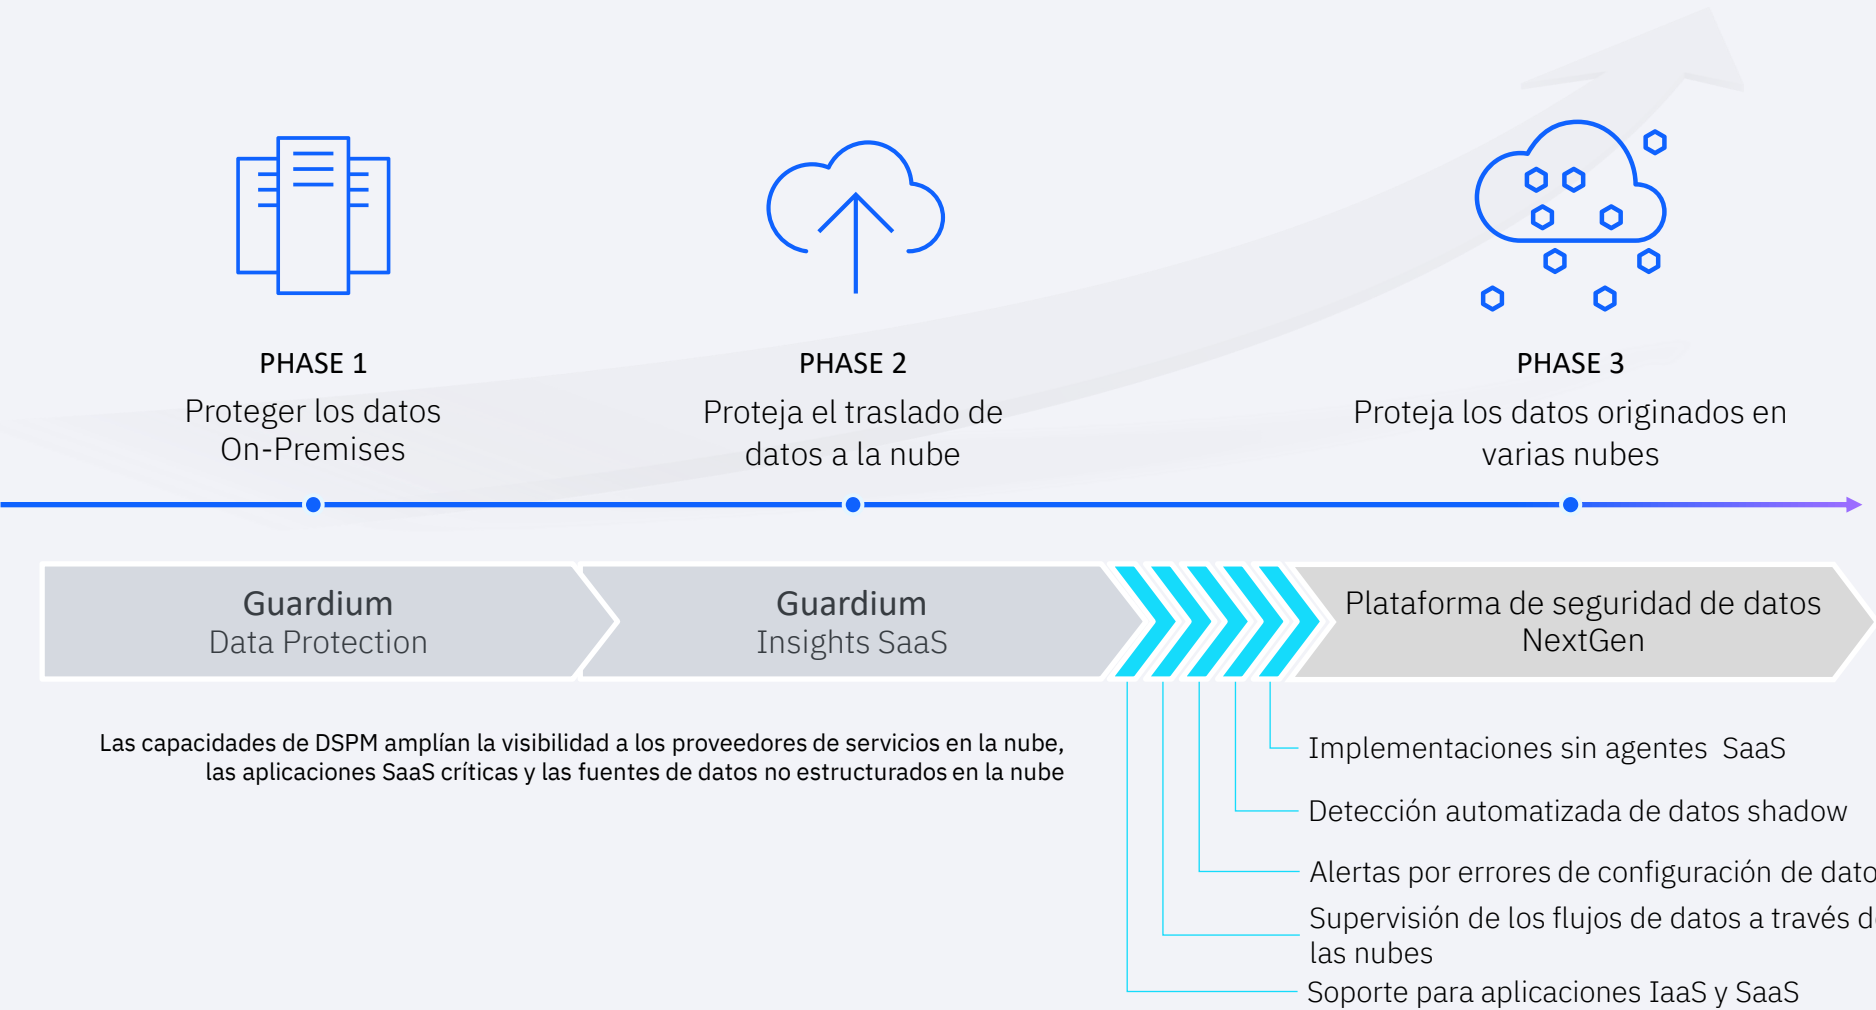 PHASE 1
Proteger los datos
On-Premises
PHASE 2
Proteja el traslado de
datos a la nube
PHASE 3
Proteja los datos originados en
varias nubes
Guardium
Data Protection
Guardium
Insights SaaS
Plataforma de seguridad de datos
NextGen
Las capacidades de DSPM amplían la visibilidad a los proveedores de servicios en la nube,
las aplicaciones SaaS críticas y las fuentes de datos no estructurados en la nube
Implementaciones sin agentes  SaaS
Detección automatizada de datos shadow
Alertas por errores de configuración de dato
Supervisión de los flujos de datos a través d
las nubes
Soporte para aplicaciones IaaS y SaaS